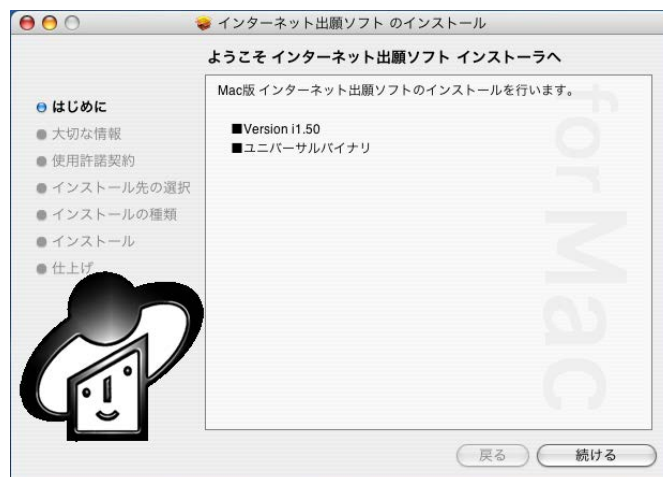 インターネット出願ソフト のインストール
ようこそ インターネット出願ソフト インストーラへ
はじめに
大切な情報
使用許諾契約
インストール先の選択
インストールの種類
インストール
仕上げ
Mac版 インターネット出願ソフトのインストールを行います。
■Version i1.50
■ユニバーサルバイナリ
for Mac
戻る
続ける